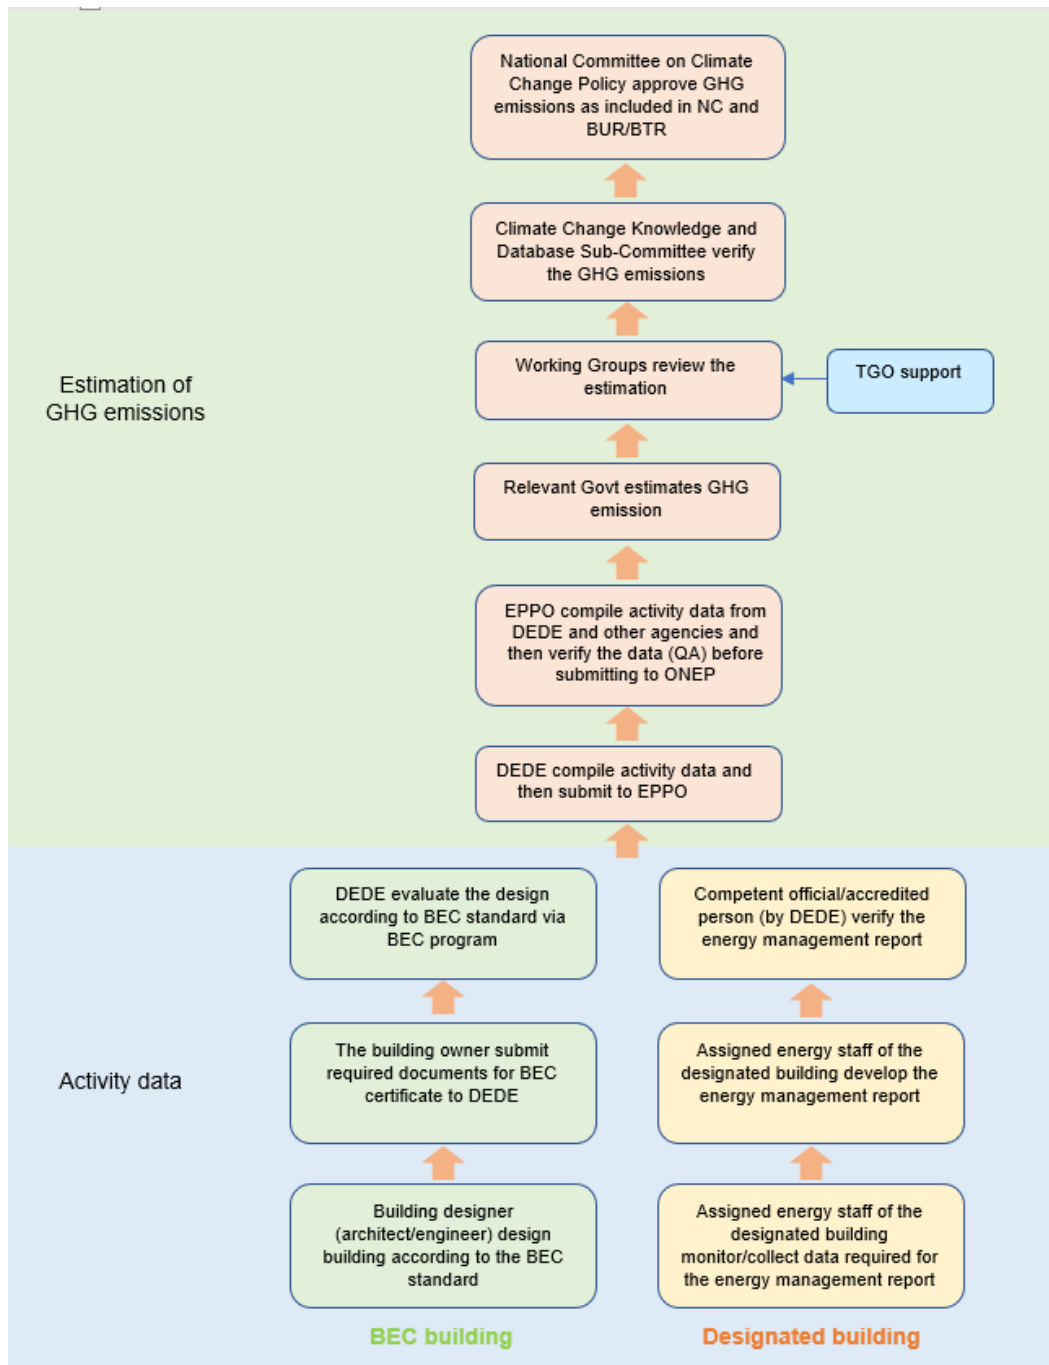 National Committee on Climate
Change Policy approve GHG
emissions as included in NC and
BUR/BTR
Climate Change Knowledge and
Database Sub-Committee verify
the GHG emissions
Working Groups review the
estimation
TGO support
Estimation of
GHG emissions
Relevant Govt estimates GHG
emission
EPPO compile activity data from
DEDE and other agencies and
then verify the data (QA) before
submitting to ONEP
DEDE compile activity data and
then submit to EPPO
DEDE evaluate the design
according to BEC standard via
BEC program
Competent official/accredited
person (by DEDE) verify the
energy management report
Activity data
The building owner submit
required documents for BEC
certificate to DEDE
Assigned energy staff of the
designated building develop the
energy management report
Building designer
(architect/engineer) design
building according to the BEC
standard
Assigned energy staff of the
designated building
monitor/collect data required for
the energy management report
BEC building
Designated building